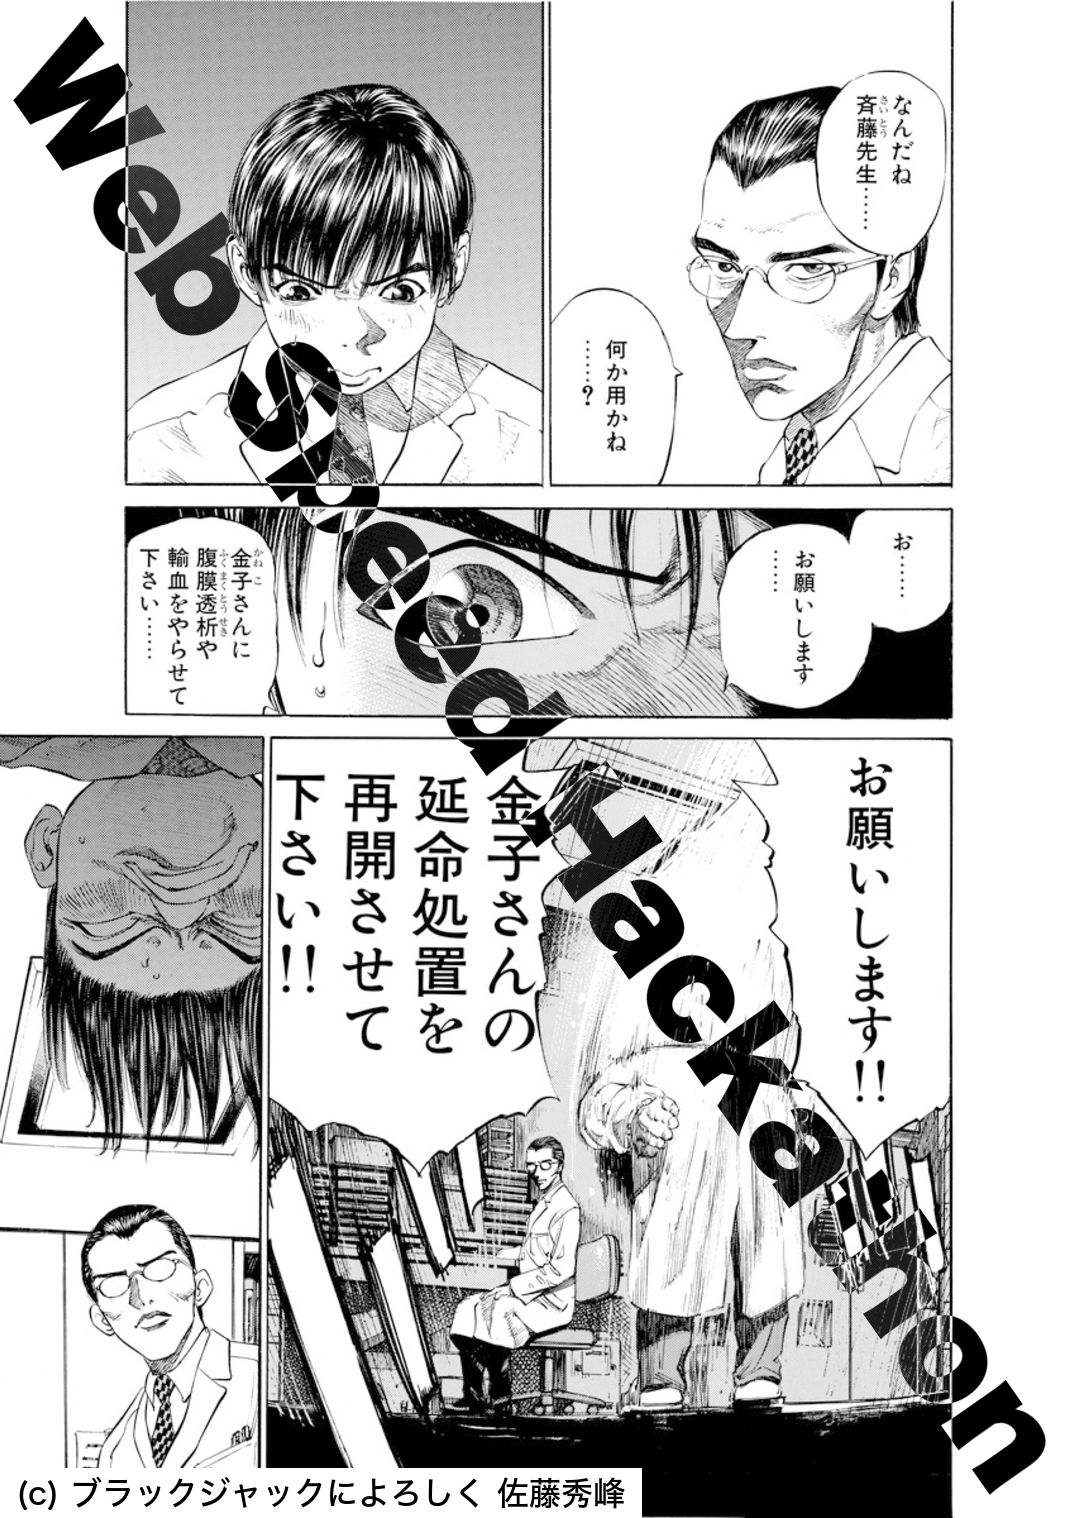 なんだね
斉藤先生……
何か用かね
……？
お……
お願いします
……
金子さんに
腹膜透析や
輸血をやらせて
下さい……
お願いします!!
金子さんの
延命処置を
再開させて
下さい!!
Web Speed Hackathon
(c) ブラックジャックによろしく 佐藤秀峰